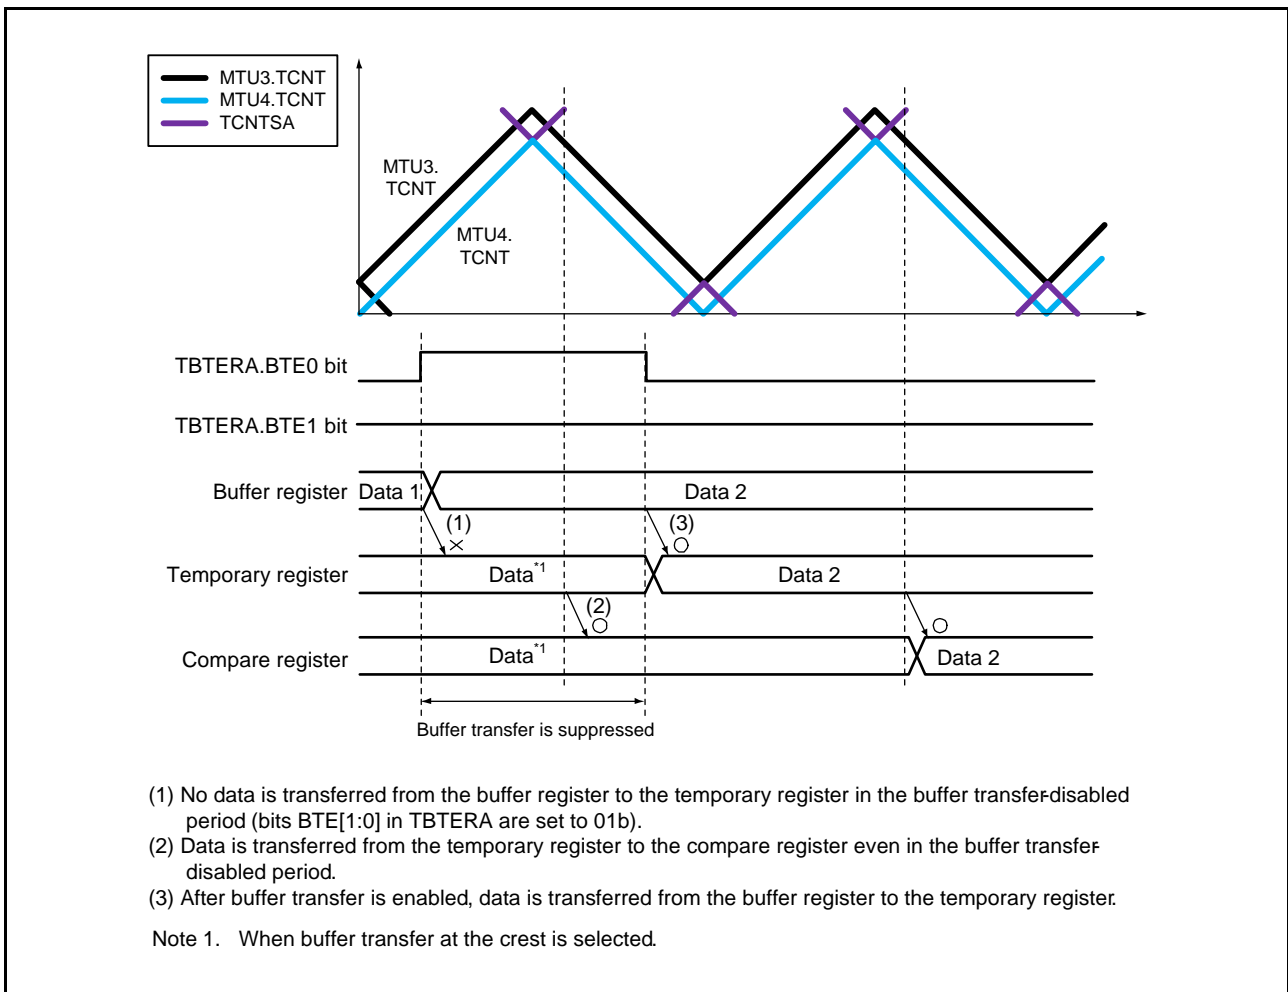 MTU3.TCNT
MTU4.TCNT
TCNTSA
MTU3.
TCNT
MTU4.
TCNT
TBTERA.BTE0 bit
TBTERA.BTE1 bit
Buffer register
Data 1
Data 2
(1)
(3)
Temporary register
Data*1
Data 2
(2)
Compare register
Data*1
Data 2
Buffer transfer is suppressed
(1) No data is transferred from the buffer register to the temporary register in the buffer transfer-disabled
period (bits BTE[1:0] in TBTERA are set to 01b).
(2) Data is transferred from the temporary register to the compare register even in the buffer transfer-
disabled period.
(3) After buffer transfer is enabled, data is transferred from the buffer register to the temporary register.
Note 1. When buffer transfer at the crest is selected.